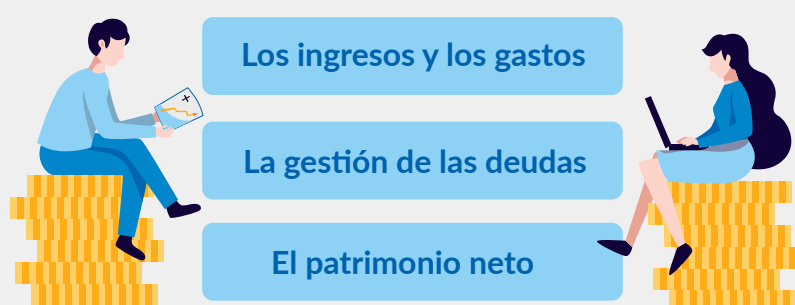 Los ingresos y los gastos
La gestión de las deudas
El patrimonio neto